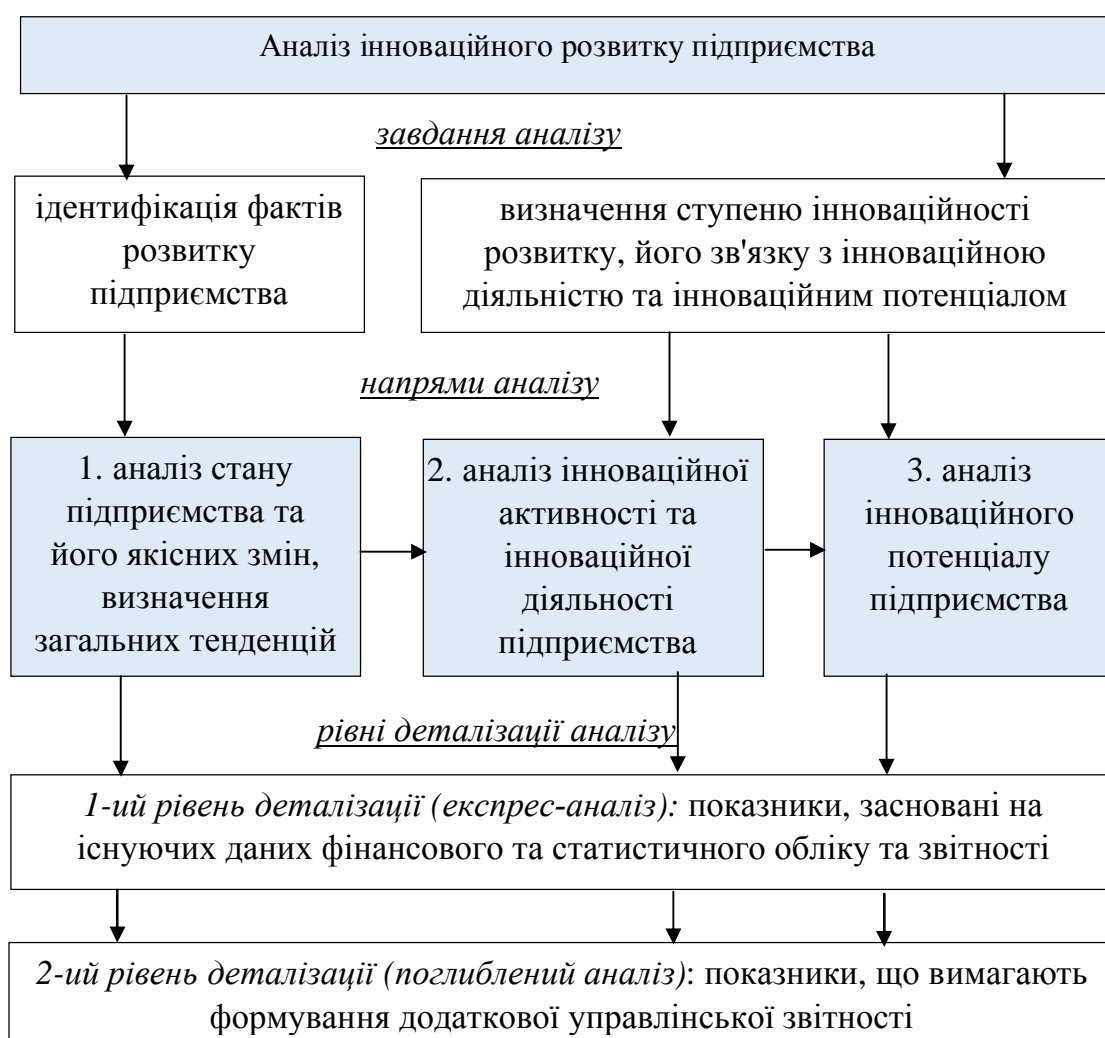 Аналіз інноваційного розвитку підприємства
завдання аналізу
ідентифікація фактів
розвитку
підприємства
визначення ступеню інноваційності
розвитку, його зв'язку з інноваційною
діяльністю та інноваційним потенціалом
напрями аналізу
1. аналіз стану
підприємства та
його якісних змін,
визначення
загальних тенденцій
2. аналіз інноваційної
активності та
інноваційної
діяльності
підприємства
3. аналіз
інноваційного
потенціалу
підприємства
рівні деталізації аналізу
1-ий рівень деталізації (експрес-аналіз): показники, засновані на
існуючих даних фінансового та статистичного обліку та звітності
2-ий рівень деталізації (поглиблений аналіз): показники, що вимагають
формування додаткової управлінської звітності